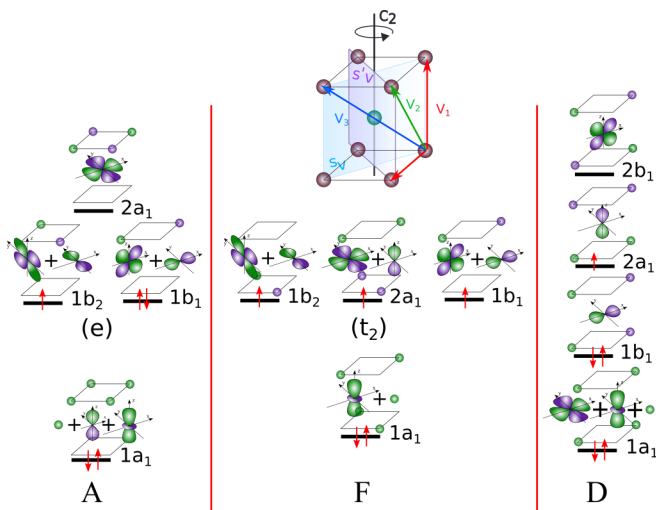 C₂
S'v
V₁
V₂
V₃
Sv
2a₁
1b₂ 1b₁
(e)
1a₁
A
1b₂ 2a₁ 1b₁
(t₂)
1a₁
F
2b₁
2a₁
1b₁
1a₁
D